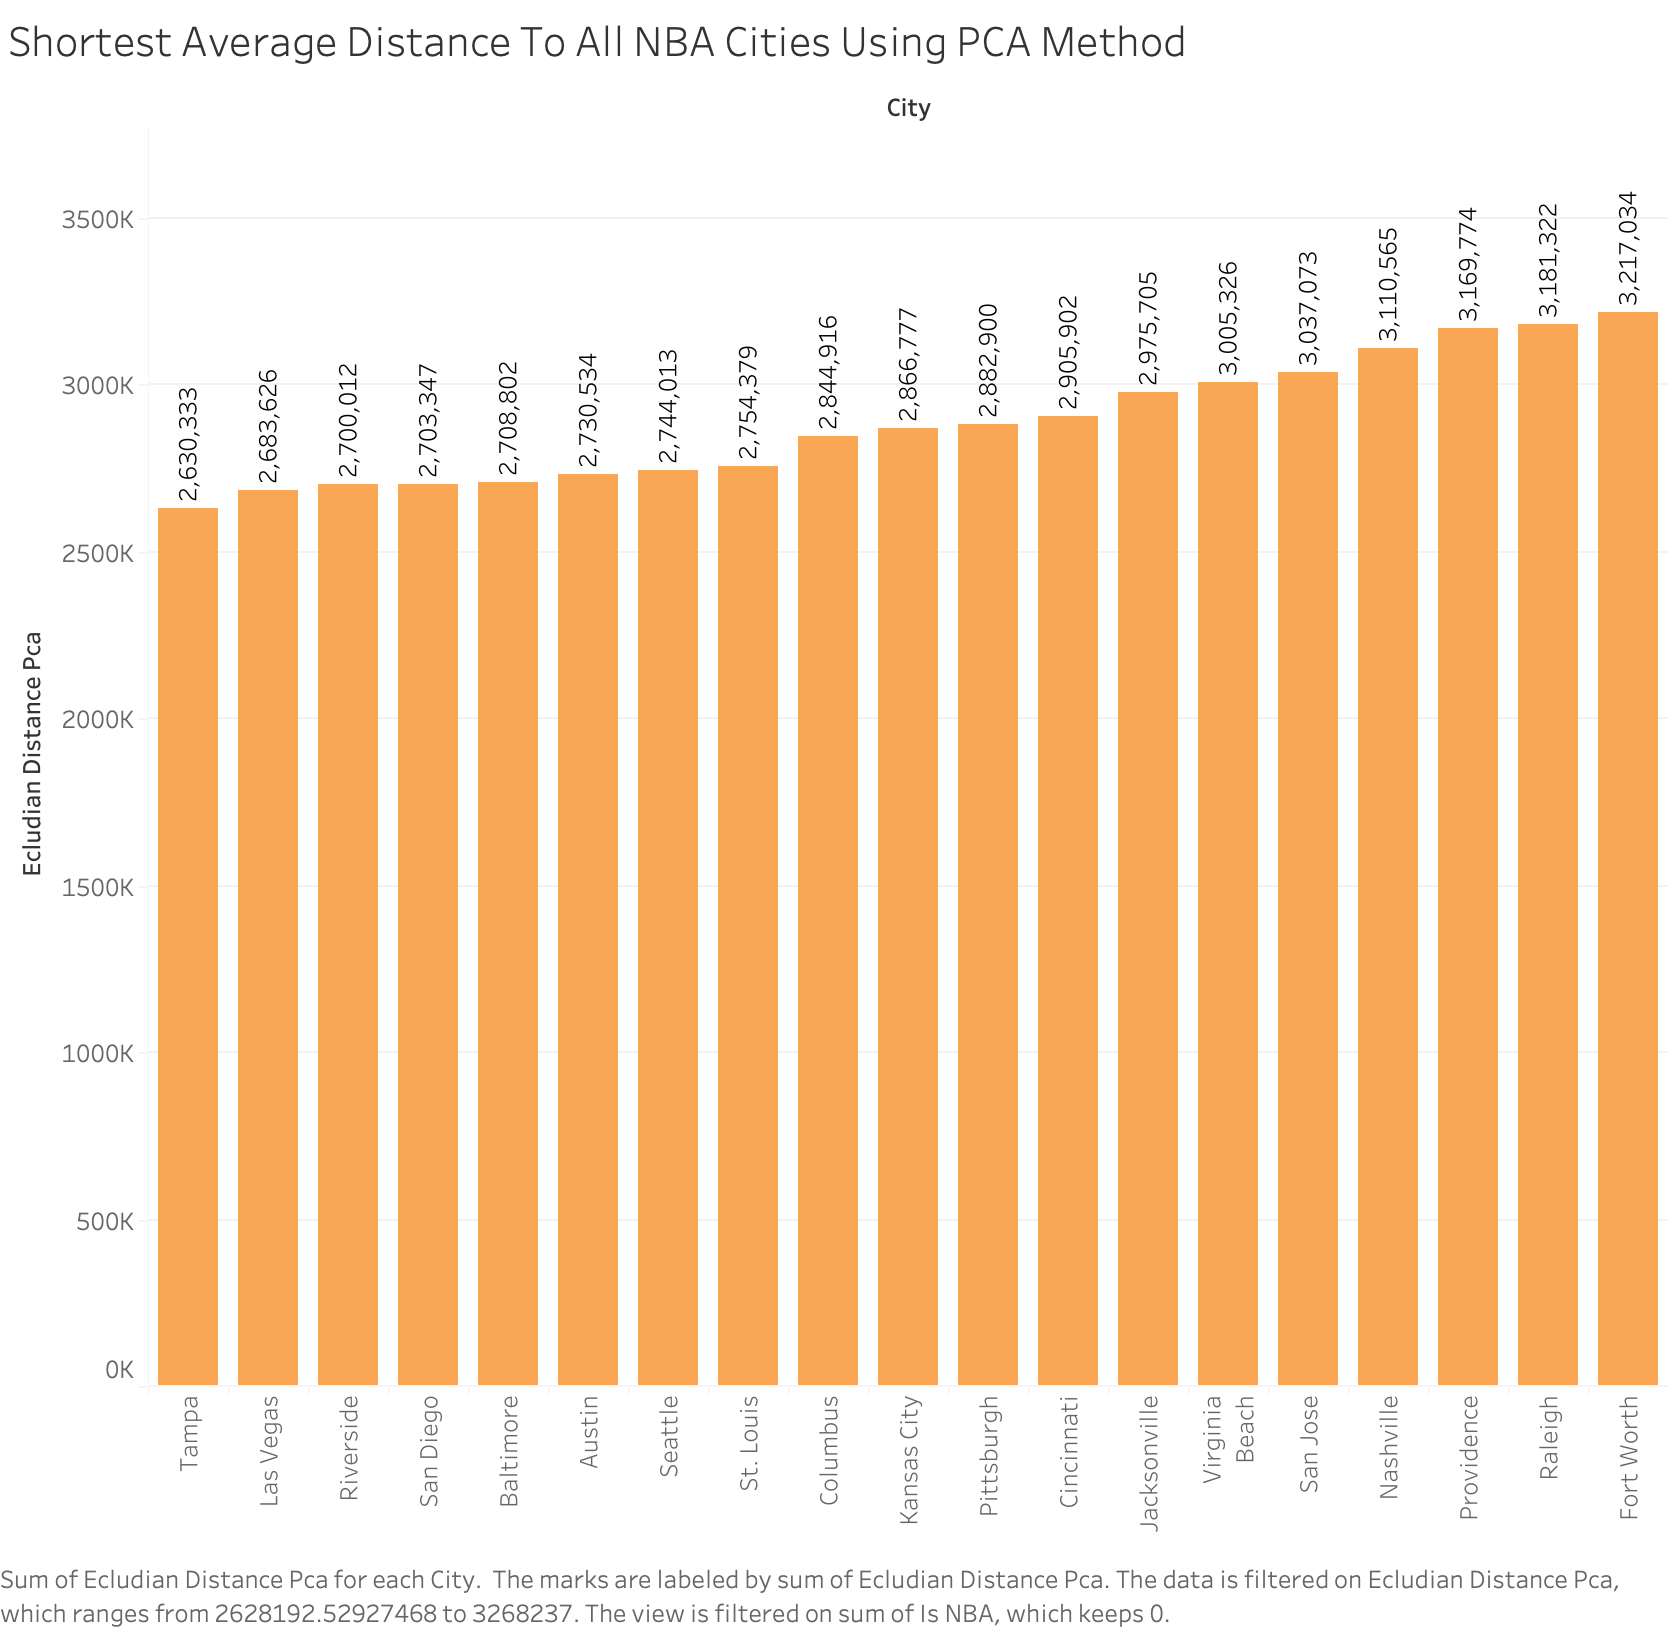 Shortest Average Distance To All NBA Cities Using PCA Method
City
Ecludian Distance Pca
3500K
3000K
2500K
2000K
1500K
1000K
500K
0K
2,630,333
2,683,626
2,700,012
2,703,347
2,708,802
2,730,534
2,744,013
2,754,379
2,844,916
2,866,777
2,882,900
2,905,902
2,975,705
3,005,326
3,037,073
3,110,565
3,169,774
3,181,322
3,217,034
Tampa
Las Vegas
Riverside
San Diego
Baltimore
Austin
Seattle
St. Louis
Columbus
Kansas City
Pittsburgh
Cincinnati
Jacksonville
Virginia
Beach
San Jose
Nashville
Providence
Raleigh
Fort Worth
Sum of Ecludian Distance Pca for each City.  The marks are labeled by sum of Ecludian Distance Pca. The data is filtered on Ecludian Distance Pca,
which ranges from 2628192.52927468 to 3268237. The view is filtered on sum of Is NBA, which keeps 0.